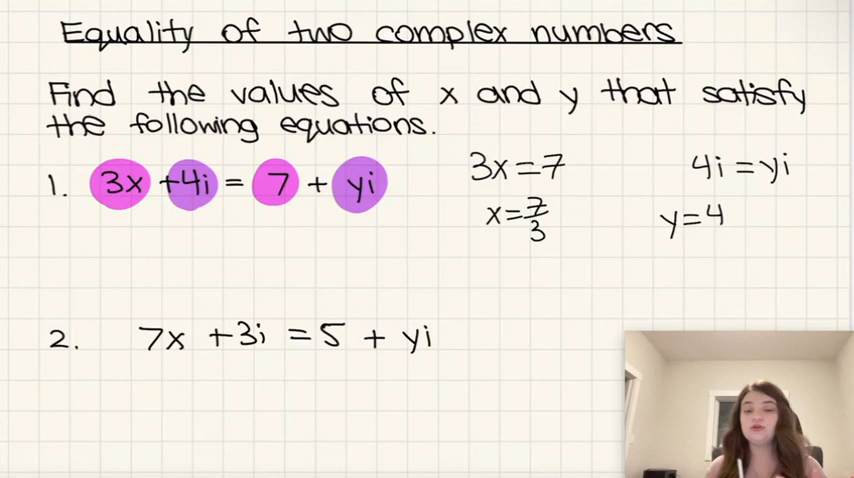 Equality of two complex numbers
Find the values of x and y that satisfy
the following equations.
1. 3x +4i = 7 + yi
3x = 7
x = 7/3
4i = yi
y = 4
2. 7x +3i = 5 + yi